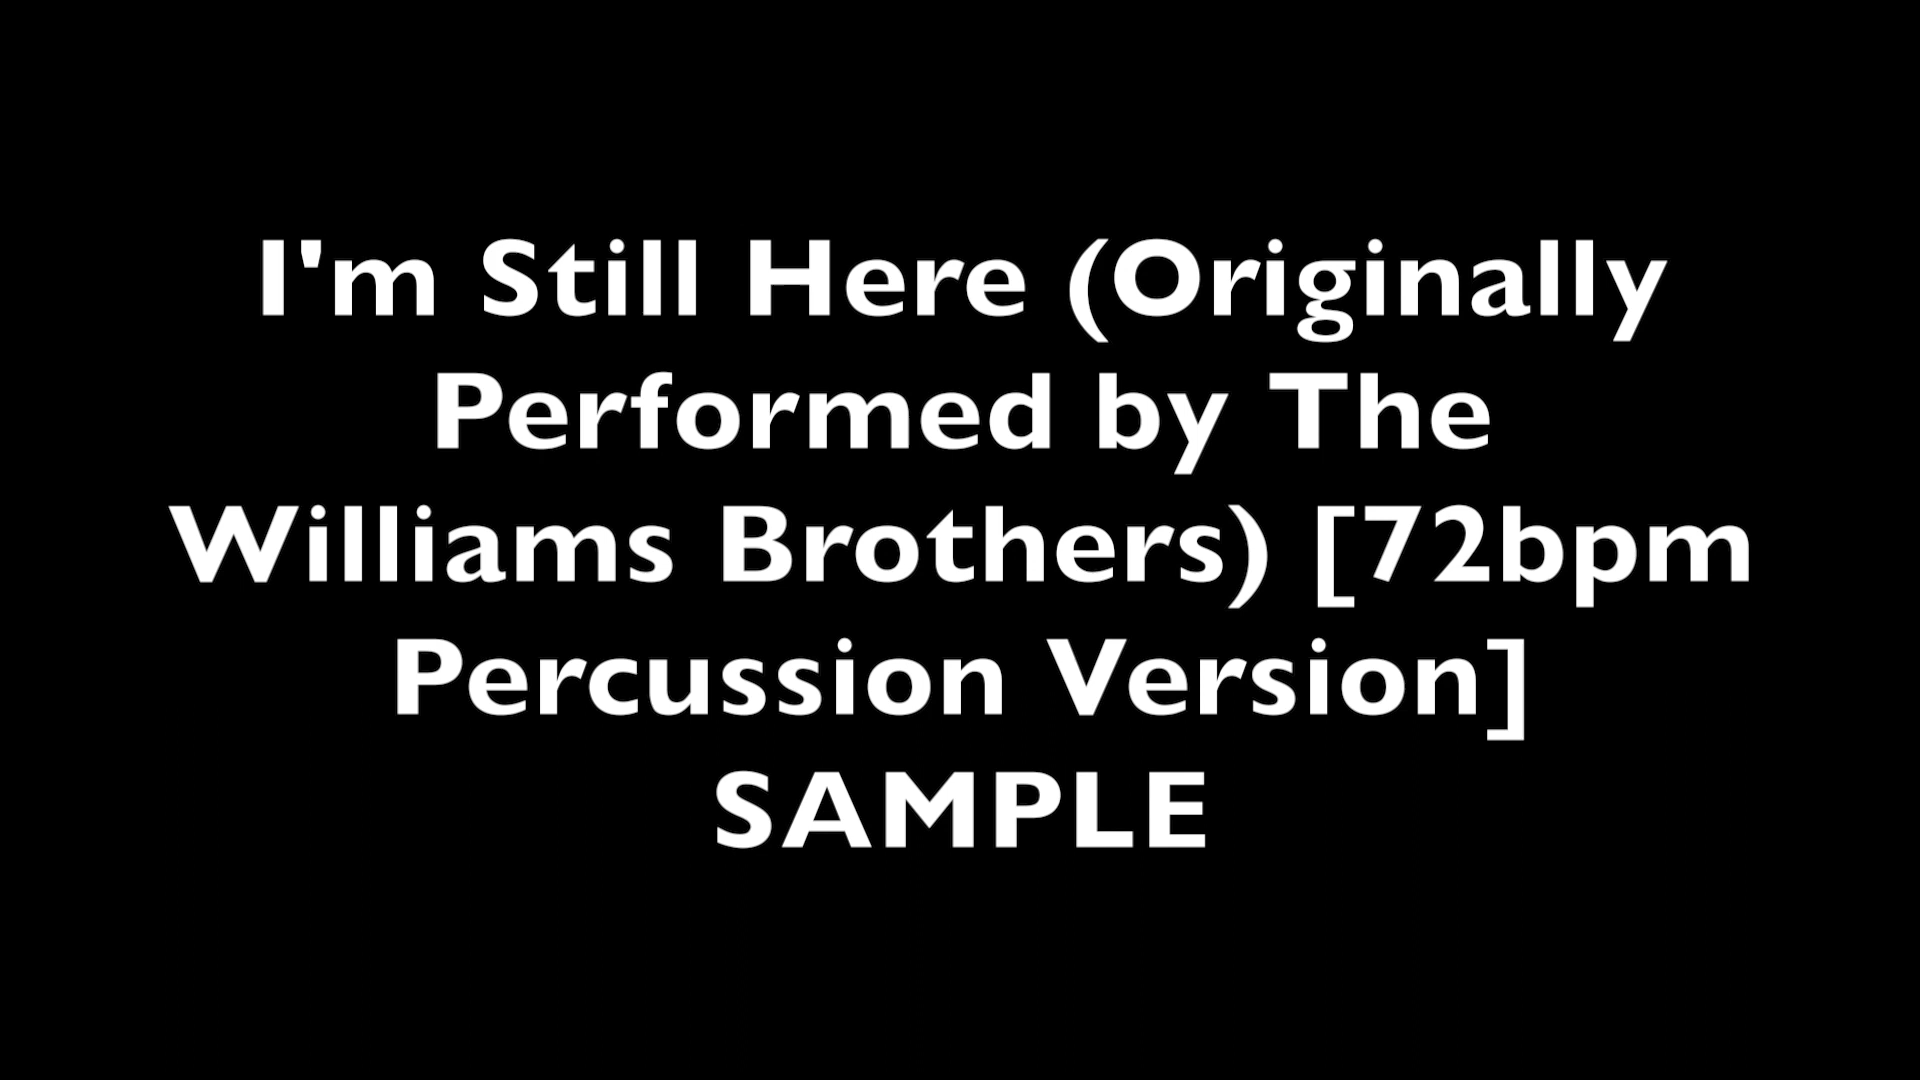 I'm Still Here (Originally
Performed by The
Williams Brothers) [72bpm
Percussion Version]
SAMPLE